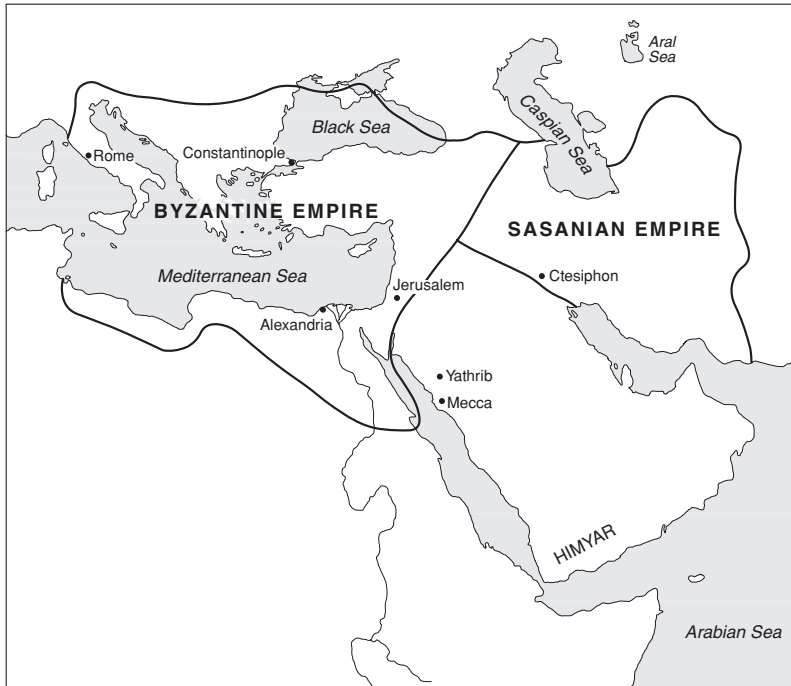 Aral
Sea
Caspian Sea
Black Sea
Rome
Constantinople
BYZANTINE EMPIRE
SASANIAN EMPIRE
Mediterranean Sea
Ctesiphon
Jerusalem
Alexandria
Yathrib
Mecca
HIMYAR
Arabian Sea